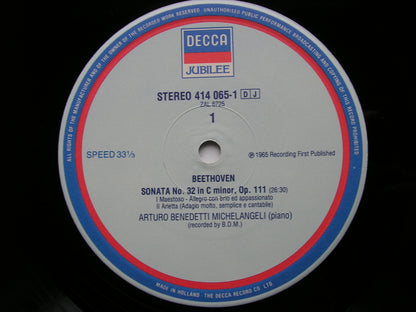 ALL RIGHTS OF THE MANUFACTURER AND OF THE OWNER OF THE RECORDED WORK RESERVED. UNAUTHORISED PUBLIC PERFORMANCE, BROADCASTING AND COPYING OF THIS RECORD PROHIBITED
DECCA
JUBILEE
STEREO 414 065-1 DJ
ZAL 6725
1
SPEED 33⅓
℗ 1965 Recording First Published
BEETHOVEN
SONATA No. 32 in C minor, Op. 111 (26:30)
I Maestoso - Allegro con brio ed appassionato
II Arietta (Adagio molto, semplice e cantabile)
ARTURO BENEDETTI MICHELANGELI (piano)
(recorded by B.D.M.)
MADE IN HOLLAND THE DECCA RECORD CO. LTD.